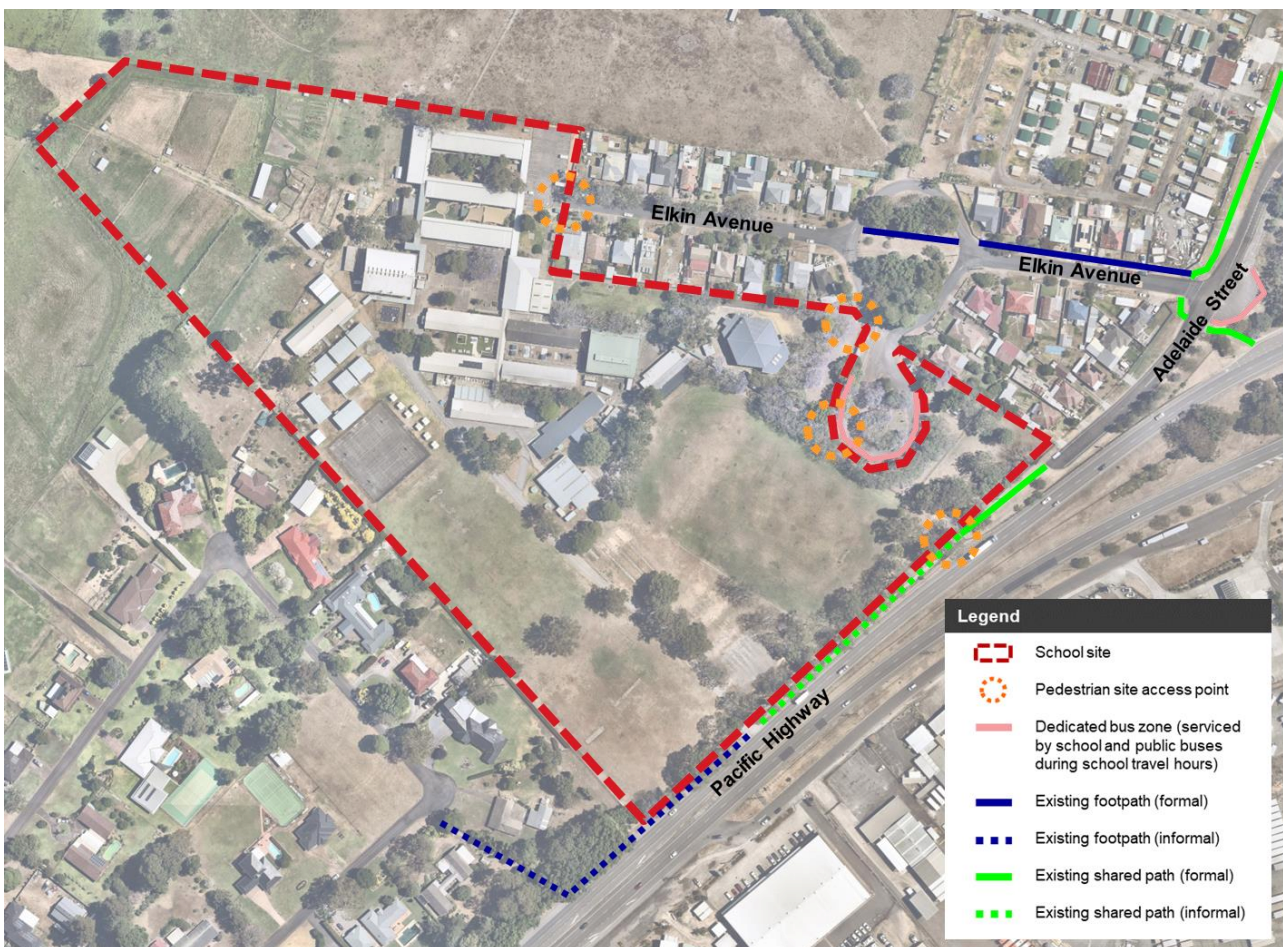 Elkin Avenue
Elkin Avenue
Adelaide Street
Pacific Highway
Legend
School site
Pedestrian site access point
Dedicated bus zone (serviced
by school and public buses
during school travel hours)
Existing footpath (formal)
Existing footpath (informal)
Existing shared path (formal)
Existing shared path (informal)